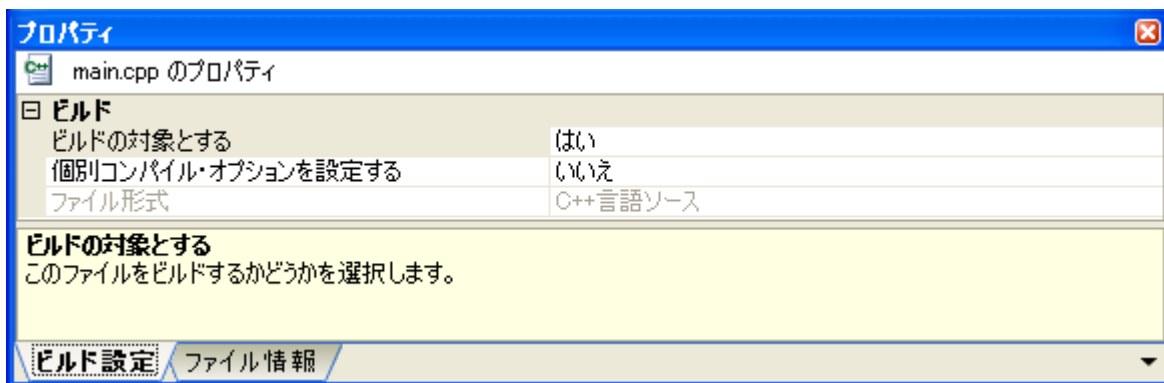 プロパティ
main.cpp のプロパティ
ビルド
ビルドの対象とする はい
個別コンパイル・オプションを設定する いいえ
ファイル形式 C++言語ソース
ビルドの対象とする
このファイルをビルドするかどうかを選択します。
ビルド設定 ファイル情報